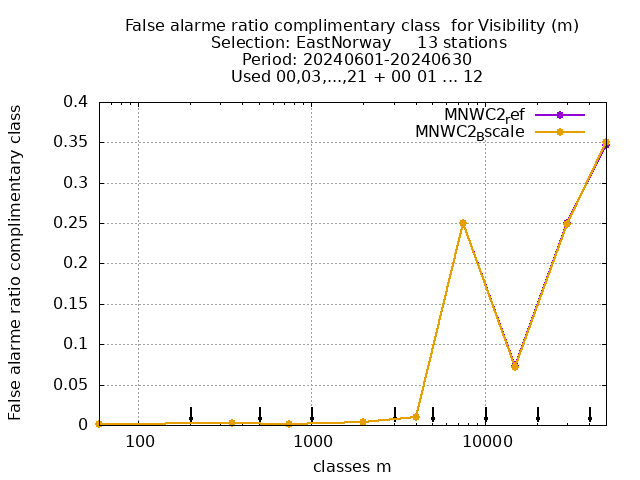 False alarme ratio complimentary class  for Visibility (m)
Selection: EastNorway     13 stations
Period: 20240601-20240630
Used 00,03,...,21 + 00 01 ... 12
False alarme ratio complimentary class
0.4
0.35
0.3
0.25
0.2
0.15
0.1
0.05
0
MNWC2ref
MNWC2Bscale
100
1000
10000
classes m